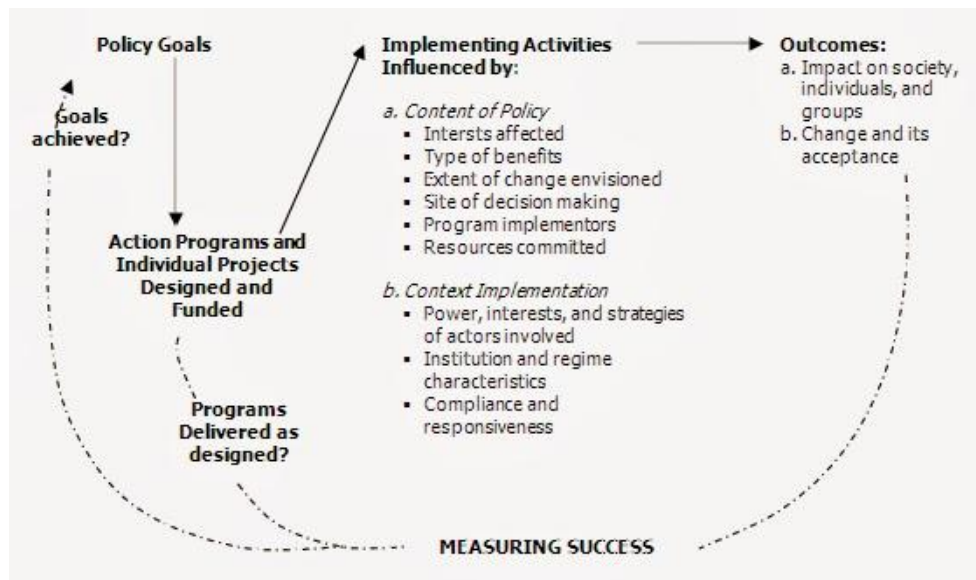 Policy Goals
Goals
achieved?
Action Programs and
Individual Projects
Designed and
Funded
Programs
Delivered as
designed?
Implementing Activities
Influenced by:
a. Content of Policy
▪ Intersts affected
▪ Type of benefits
▪ Extent of change envisioned
▪ Site of decision making
▪ Program implementors
▪ Resources committed
b. Context Implementation
▪ Power, interests, and strategies
of actors involved
▪ Institution and regime
characteristics
▪ Compliance and
responsiveness
Outcomes:
a. Impact on society,
individuals, and
groups
b. Change and its
acceptance
MEASURING SUCCESS